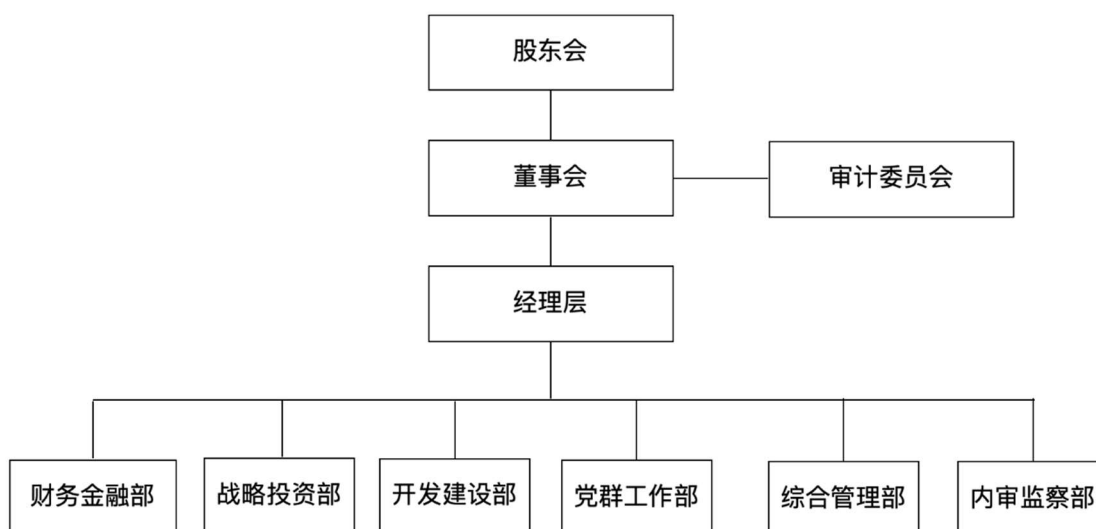 股东会
董事会
审计委员会
经理层
财务金融部
战略投资部
开发建设部
党群工作部
综合管理部
内审监察部